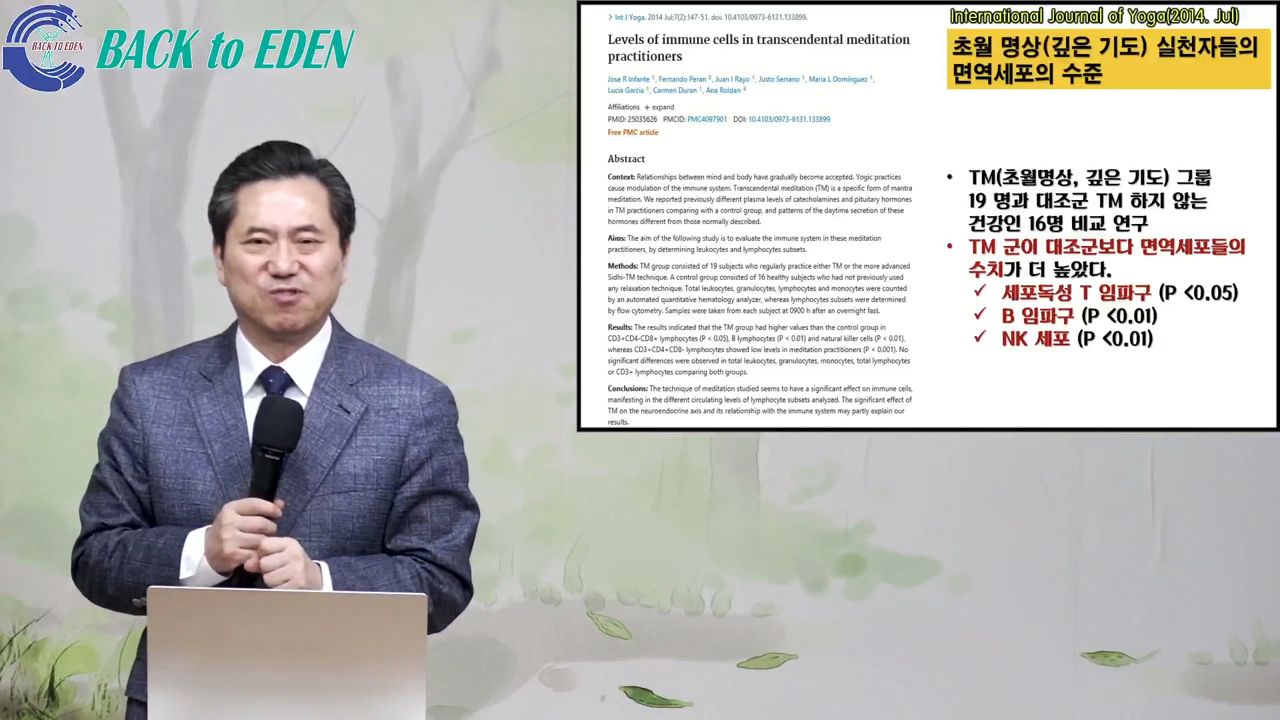 BACK TO EDEN
BACK to EDEN
> Int J Yoga. 2014 Jul;7(2):147-51. doi: 10.4103/0973-6131.133899.
Levels of immune cells in transcendental meditation
practitioners
Jose R Infante 1, Fernando Peran 2, Juan I Rayo 1, Justo Serrano 1, Maria L Domínguez 1,
Lucia Garcia 1, Carmen Duran 1, Ana Roldan 3
Affiliations + expand
PMID: 25035626 PMCID: PMC4097901 DOI: 10.4103/0973-6131.133899
Free PMC article
Abstract
Context: Relationships between mind and body have gradually become accepted. Yogic practices
cause modulation of the immune system. Transcendental meditation (TM) is a specific form of mantra
meditation. We reported previously different plasma levels of catecholamines and pituitary hormones
in TM practitioners comparing with a control group, and patterns of the daytime secretion of these
hormones different from those normally described.
Aims: The aim of the following study is to evaluate the immune system in these meditation
practitioners, by determining leukocytes and lymphocytes subsets.
Methods: TM group consisted of 19 subjects who regularly practice either TM or the more advanced
Sidhi-TM technique. A control group consisted of 16 healthy subjects who had not previously used
any relaxation technique. Total leukocytes, granulocytes, lymphocytes and monocytes were counted
by an automated quantitative hematology analyzer, whereas lymphocytes subsets were determined
by flow cytometry. Samples were taken from each subject at 0900 h after an overnight fast.
Results: The results indicated that the TM group had higher values than the control group in
CD3+CD4-CD8+ lymphocytes (P < 0.05), B lymphocytes (P < 0.01) and natural killer cells (P < 0.01),
whereas CD3+CD4+CD8- lymphocytes showed low levels in meditation practitioners (P < 0.001). No
significant differences were observed in total leukocytes, granulocytes, monocytes, total lymphocytes
or CD3+ lymphocytes comparing both groups.
Conclusions: The technique of meditation studied seems to have a significant effect on immune cells,
manifesting in the different circulating levels of lymphocyte subsets analyzed. The significant effect of
TM on the neuroendocrine axis and its relationship with the immune system may partly explain our
results.
International Journal of Yoga(2014. Jul)
초월 명상(깊은 기도) 실천자들의
면역세포의 수준
• TM(초월명상, 깊은 기도) 그룹
19 명과 대조군 TM 하지 않는
건강인 16명 비교 연구
• TM 군이 대조군보다 면역세포들의
수치가 더 높았다.
✓ 세포독성 T 임파구 (P <0.05)
✓ B 임파구 (P <0.01)
✓ NK 세포 (P <0.01)